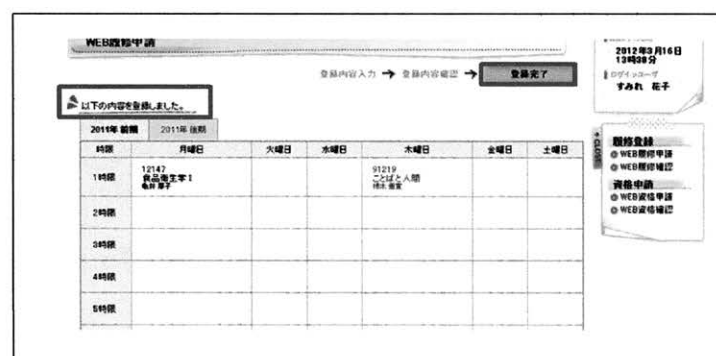 WEB履修申請
登録内容入力 → 登録内容確認 → 登録完了
2012年3月16日
13時38分
ログインユーザ
すみれ 花子
以下の内容を登録しました。
2011年 前期 2011年 後期
時限 月曜日 火曜日 水曜日 木曜日 金曜日 土曜日
1時限
12147
食品衛生学Ⅰ
91219
ことばと人間
2時限
3時限
4時限
5時限
CLOSE
履修登録
WEB履修申請
WEB履修確認
資格申請
WEB資格申請
WEB資格確認